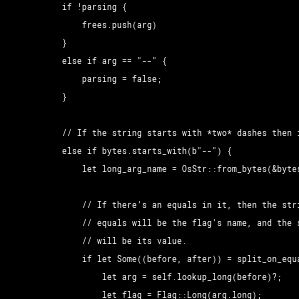 if !parsing {
frees.push(arg)
}
else if arg == "--" {
parsing = false;
}
// If the string starts with *two* dashes then
else if bytes.starts_with(b"--") {
let long_arg_name = OsStr::from_bytes(&bytes
// If there's an equals in it, then the
// equals will be the flag's name, and the
// will be its value.
if let Some((before, after)) =
let arg = self.lookup_long(before)?;
let flag = Flag::Long(arg.long);